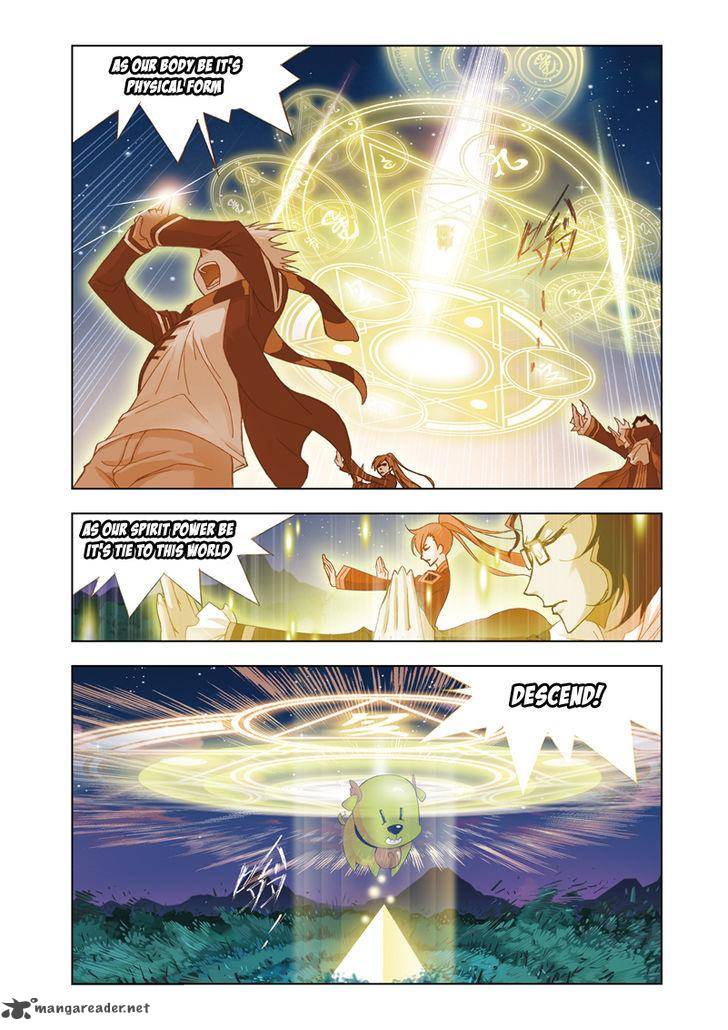 AS OUR BODY BE IT'S
PHYSICAL FORM
AS OUR SPIRIT POWER BE
IT'S TIE TO THIS WORLD
DESCEND!
mangareader.net